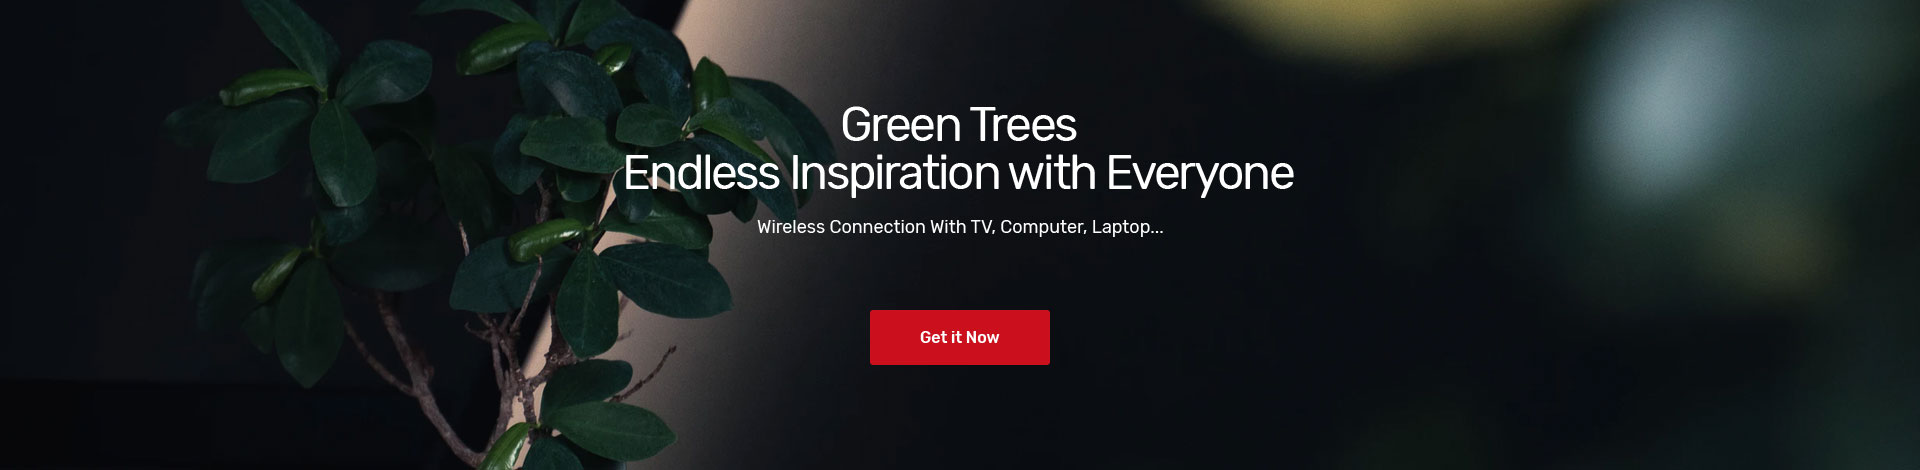 Green Trees
Endless Inspiration with Everyone
Wireless Connection With TV, Computer, Laptop...
Get it Now